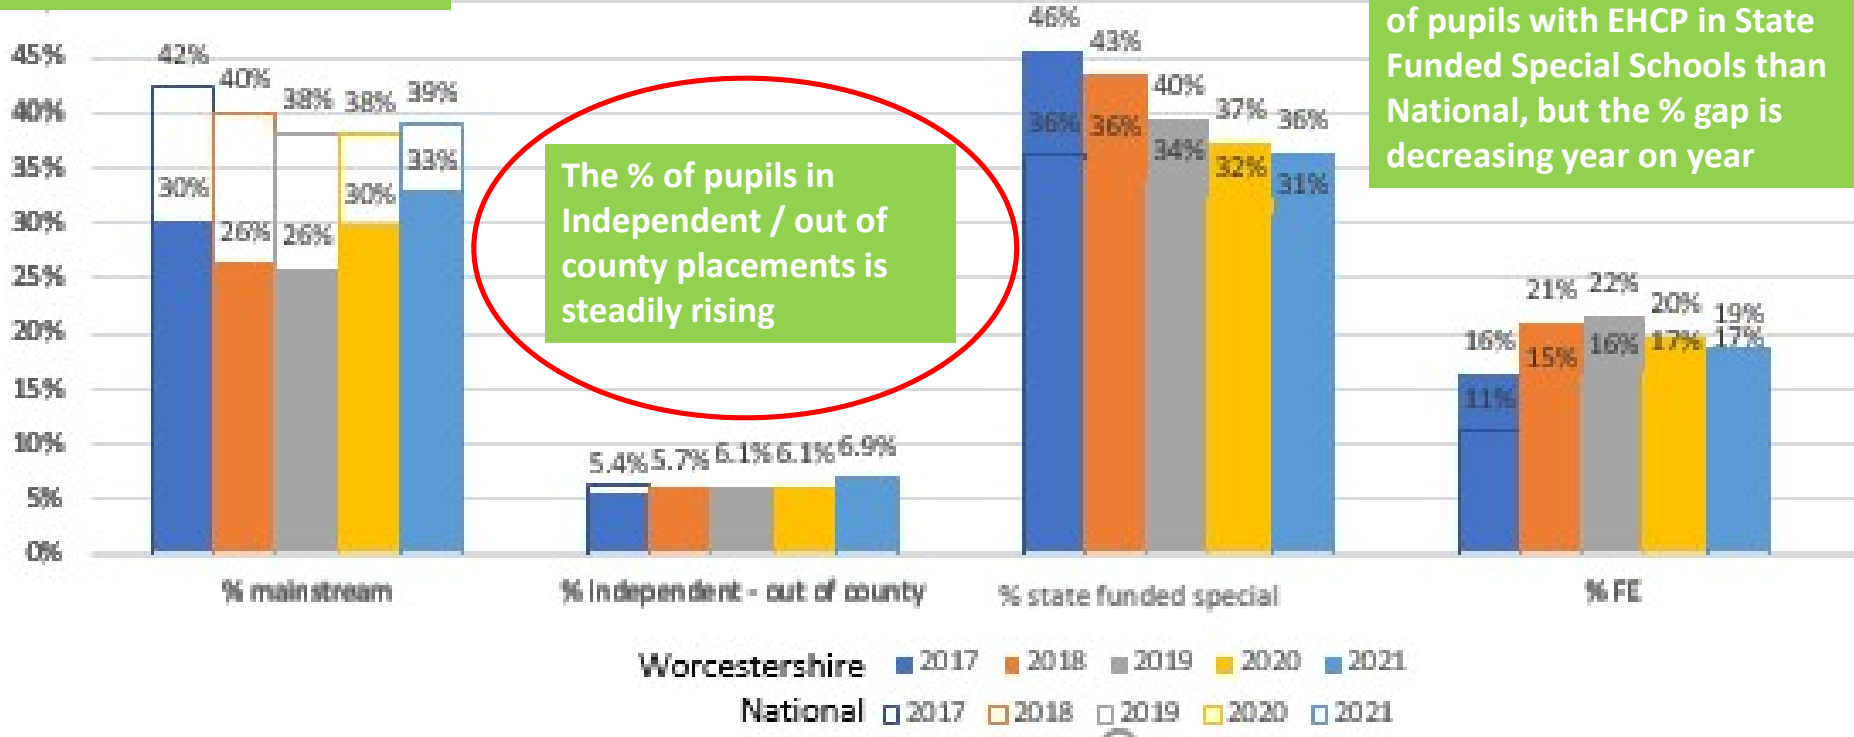 of pupils with EHCP in State
Funded Special Schools than
National, but the % gap is
decreasing year on year
The % of pupils in
Independent / out of
county placements is
steadily rising
45%
40%
35%
30%
25%
20%
15%
10%
5%
0%
42% 40% 38% 38% 39%
30% 26% 26% 30% 33%
5.4% 5.7% 6.1% 6.1% 6.9%
46% 43% 40% 37% 36%
36% 36% 34% 32% 31%
16% 21% 22% 20% 19%
11% 15% 16% 17% 17%
% mainstream % independent - out of county % state funded special % FE
Worcestershire 2017 2018 2019 2020 2021
National 2017 2018 2019 2020 2021